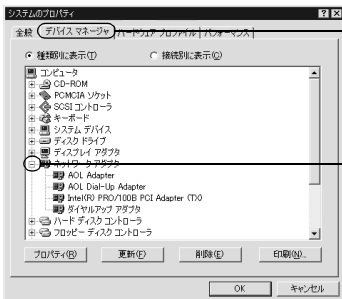 システムのプロパティ
全般 デバイス マネージャ ハードウェア プロファイル パフォーマンス
種類別に表示(T) 接続別に表示(C)
コンピュータ
CD-ROM
PCMCIA ソケット
SCSI コントローラ
キーボード
システム デバイス
ディスク ドライブ
ディスプレイ アダプタ
ネットワーク アダプタ
AOL Adapter
AOL Dial-Up Adapter
Intel(R) PRO/100B PCI Adapter (TX)
ダイヤルアップ アダプタ
ハード ディスク コントローラ
フロッピー ディスク コントローラ
プロパティ(R) 更新(F) 削除(E) 印刷(N)...
OK キャンセル